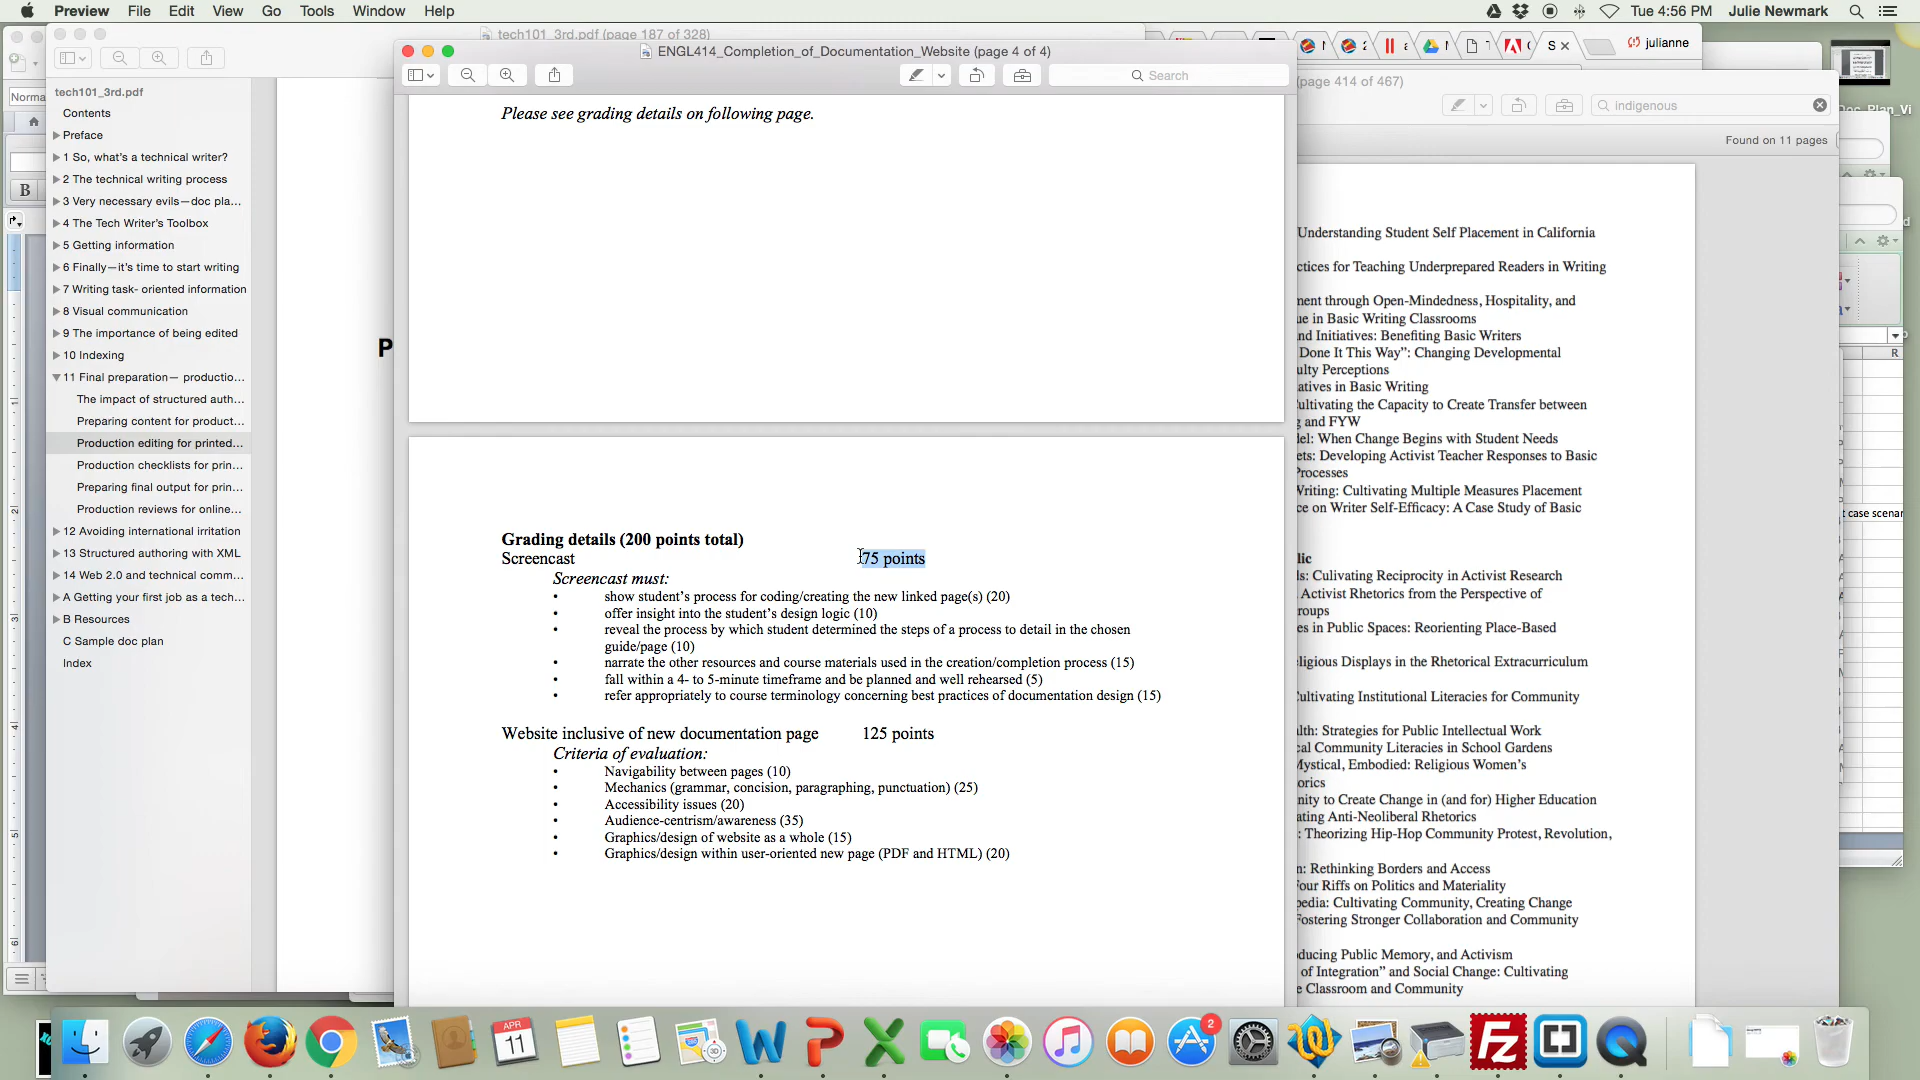 Preview File Edit View Go Tools Window Help
Tue 4:56 PM Julie Newmark
tech101_3rd.pdf (page 187 of 328)
ENGL414_Completion_of_Documentation_Website (page 4 of 4)
Search
julianne
(page 414 of 467)
indigenous
Found on 11 pages
Norma
B
tech101_3rd.pdf
Contents
Preface
1 So, what's a technical writer?
2 The technical writing process
3 Very necessary evils—doc pla...
4 The Tech Writer's Toolbox
5 Getting information
6 Finally—it's time to start writing
7 Writing task- oriented information
8 Visual communication
9 The importance of being edited
10 Indexing
11 Final preparation— productio...
The impact of structured auth...
Preparing content for product...
Production editing for printed...
Production checklists for prin...
Preparing final output for prin...
Production reviews for online...
12 Avoiding international irritation
13 Structured authoring with XML
14 Web 2.0 and technical comm...
A Getting your first job as a tech...
B Resources
C Sample doc plan
Index
P
Please see grading details on following page.
Grading details (200 points total)
Screencast 75 points
Screencast must:
• show student's process for coding/creating the new linked page(s) (20)
• offer insight into the student's design logic (10)
• reveal the process by which student determined the steps of a process to detail in the chosen
guide/page (10)
• narrate the other resources and course materials used in the creation/completion process (15)
• fall within a 4- to 5-minute timeframe and be planned and well rehearsed (5)
• refer appropriately to course terminology concerning best practices of documentation design (15)
Website inclusive of new documentation page 125 points
Criteria of evaluation:
• Navigability between pages (10)
• Mechanics (grammar, concision, paragraphing, punctuation) (25)
• Accessibility issues (20)
• Audience-centrism/awareness (35)
• Graphics/design of website as a whole (15)
• Graphics/design within user-oriented new page (PDF and HTML) (20)
Understanding Student Self Placement in California
ctices for Teaching Underprepared Readers in Writing
ment through Open-Mindedness, Hospitality, and
ue in Basic Writing Classrooms
and Initiatives: Benefiting Basic Writers
Done It This Way": Changing Developmental
ulty Perceptions
atives in Basic Writing
Cultivating the Capacity to Create Transfer between
g and FYW
del: When Change Begins with Student Needs
ets: Developing Activist Teacher Responses to Basic
Processes
Writing: Cultivating Multiple Measures Placement
ce on Writer Self-Efficacy: A Case Study of Basic
lic
ds: Culivating Reciprocity in Activist Research
Activist Rhetorics from the Perspective of
roups
es in Public Spaces: Reorienting Place-Based
eligious Displays in the Rhetorical Extracurriculum
Cultivating Institutional Literacies for Community
alth: Strategies for Public Intellectual Work
cal Community Literacies in School Gardens
Mystical, Embodied: Religious Women's
orics
nity to Create Change in (and for) Higher Education
ating Anti-Neoliberal Rhetorics
: Theorizing Hip-Hop Community Protest, Revolution,
n: Rethinking Borders and Access
Four Riffs on Politics and Materiality
pedia: Cultivating Community, Creating Change
Fostering Stronger Collaboration and Community
oducing Public Memory, and Activism
of Integration" and Social Change: Cultivating
e Classroom and Community
Doc_Plan_Vi
R
t case scenar
APR
11
2